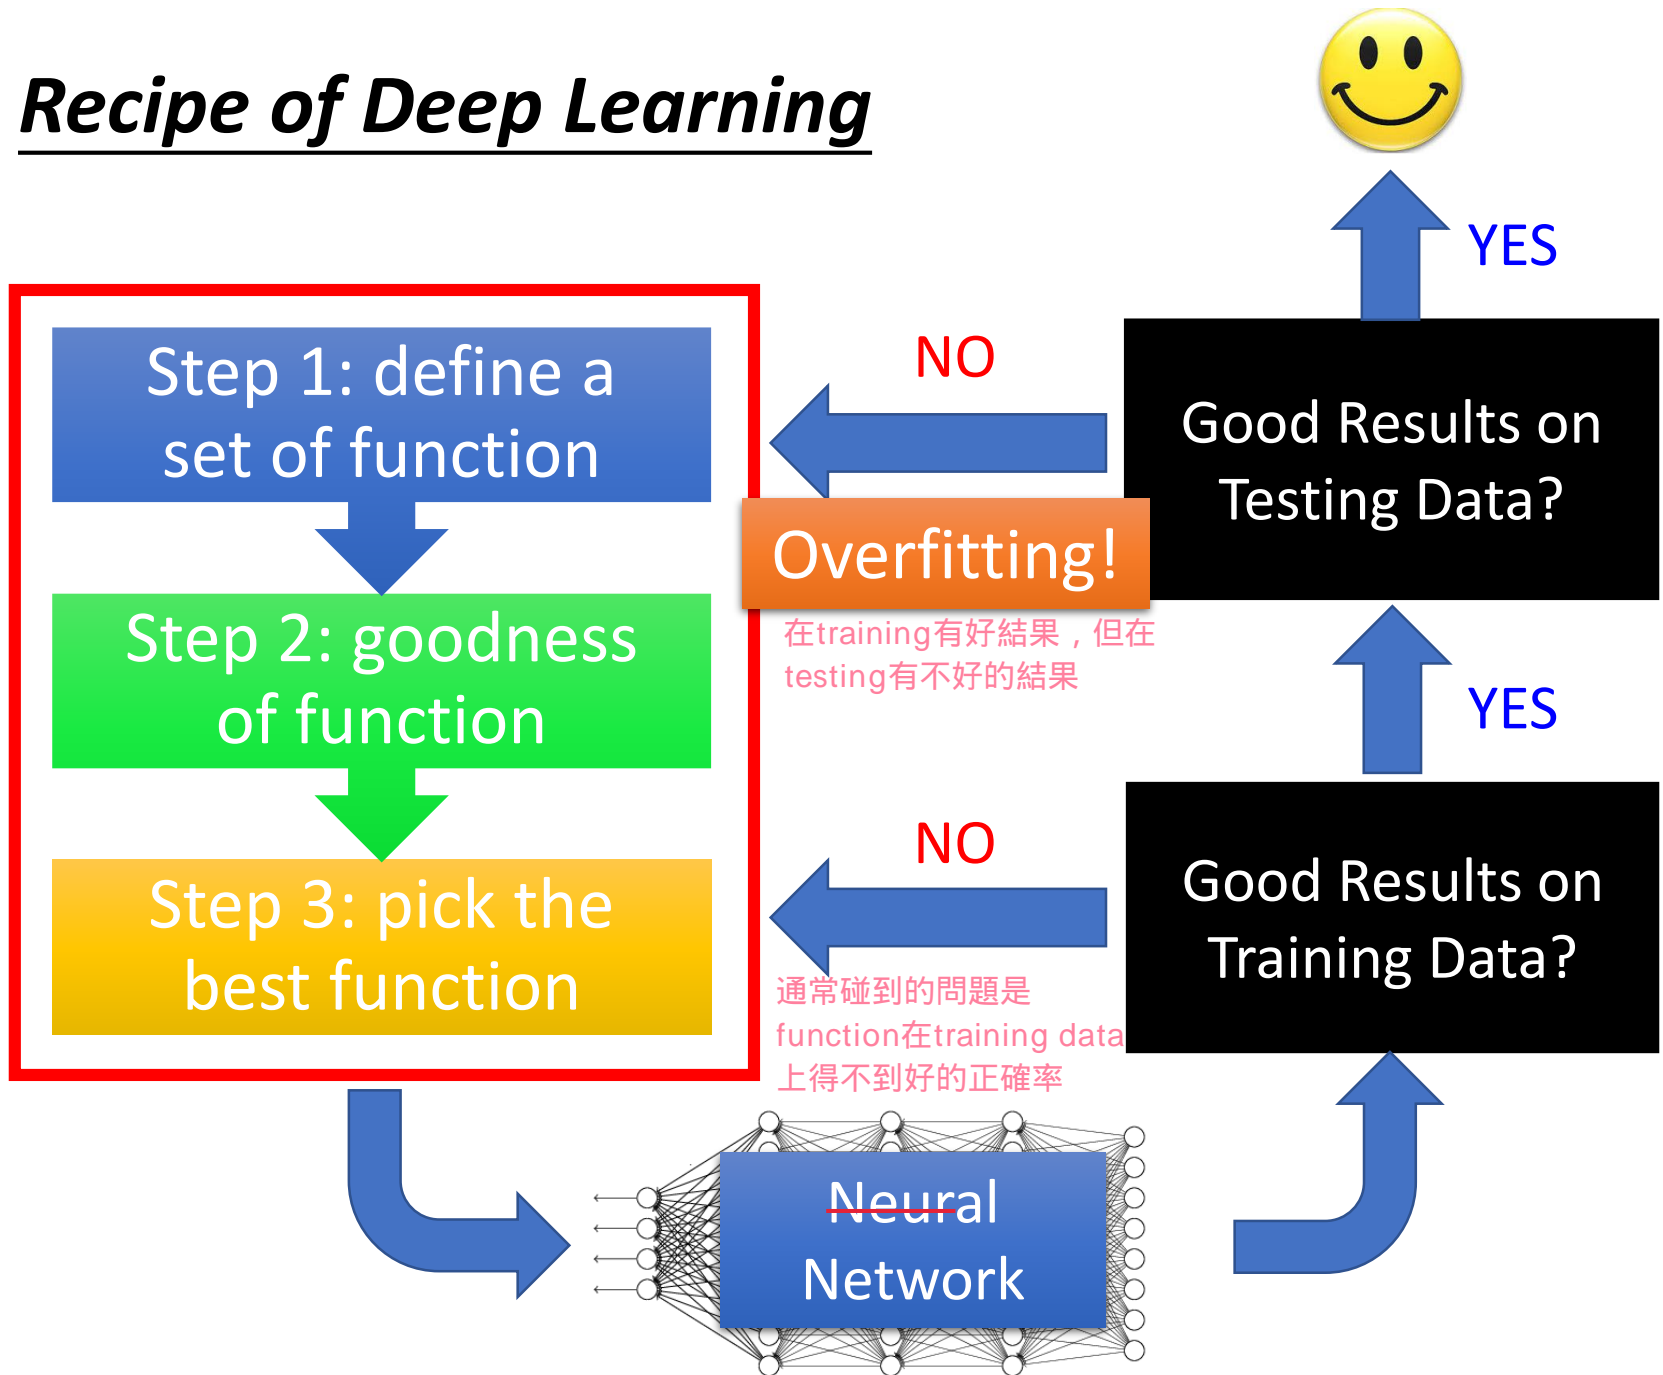 Recipe of Deep Learning
YES
NO
Step 1: define a
set of function
Good Results on
Testing Data?
Overfitting!
在training有好結果，但在
testing有不好的結果
Step 2: goodness
of function
YES
NO
Step 3: pick the
best function
Good Results on
Training Data?
通常碰到的問題是
function在training data
上得不到好的正確率
Neural
Network